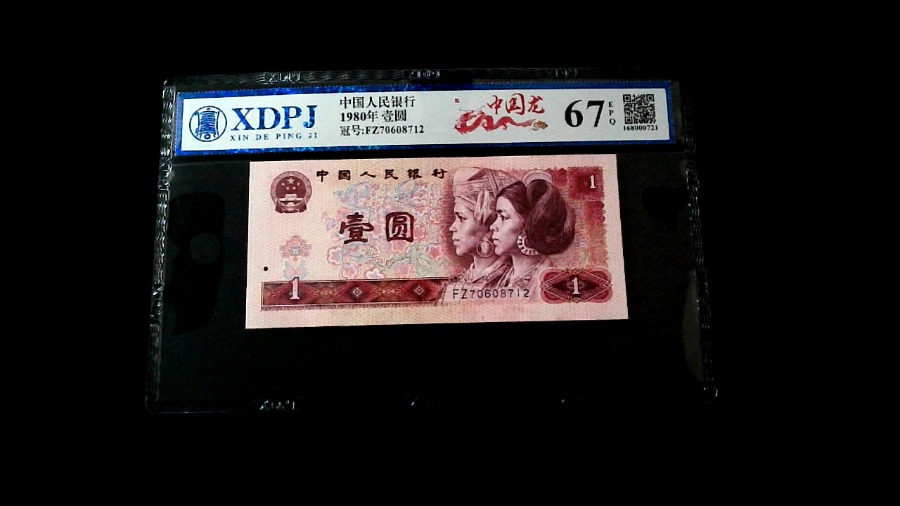 XDPJ
XIN DE PING JI
中国人民银行
1980年 壹圆
冠号:FZ70608712
中国龙
67
EPQ
168000721
中国人民银行
1
壹圆
1
FZ70608712
1